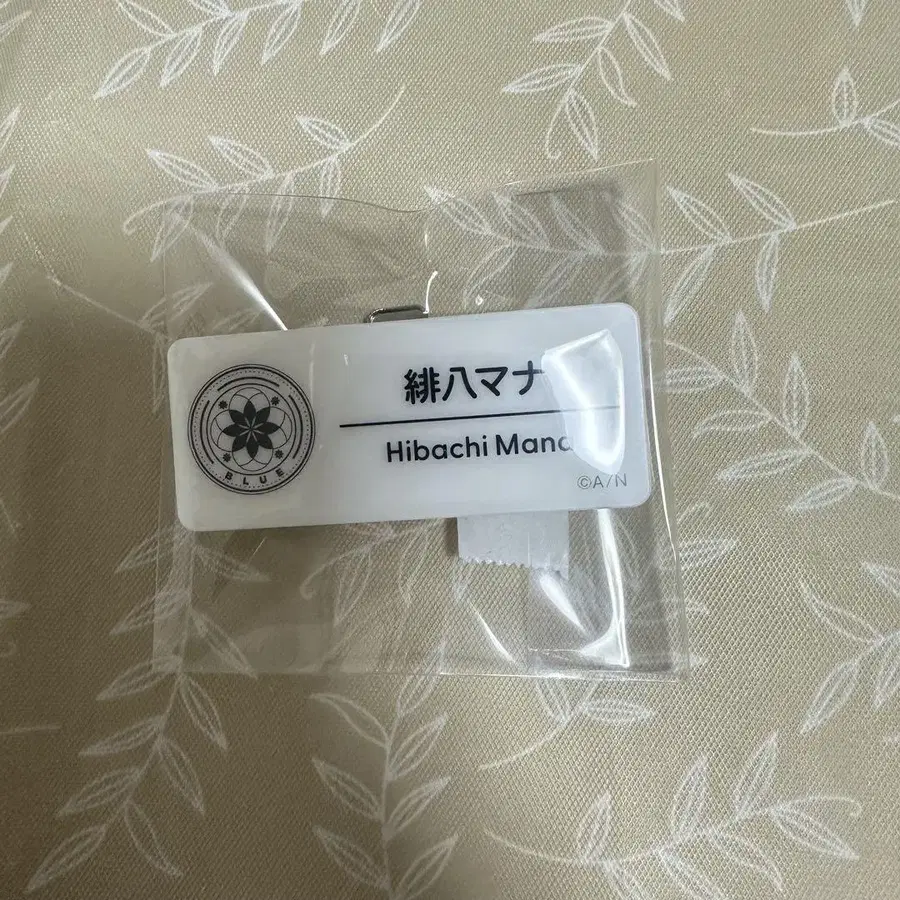 緋八マナ
Hibachi Mana
BLUE
©A/N